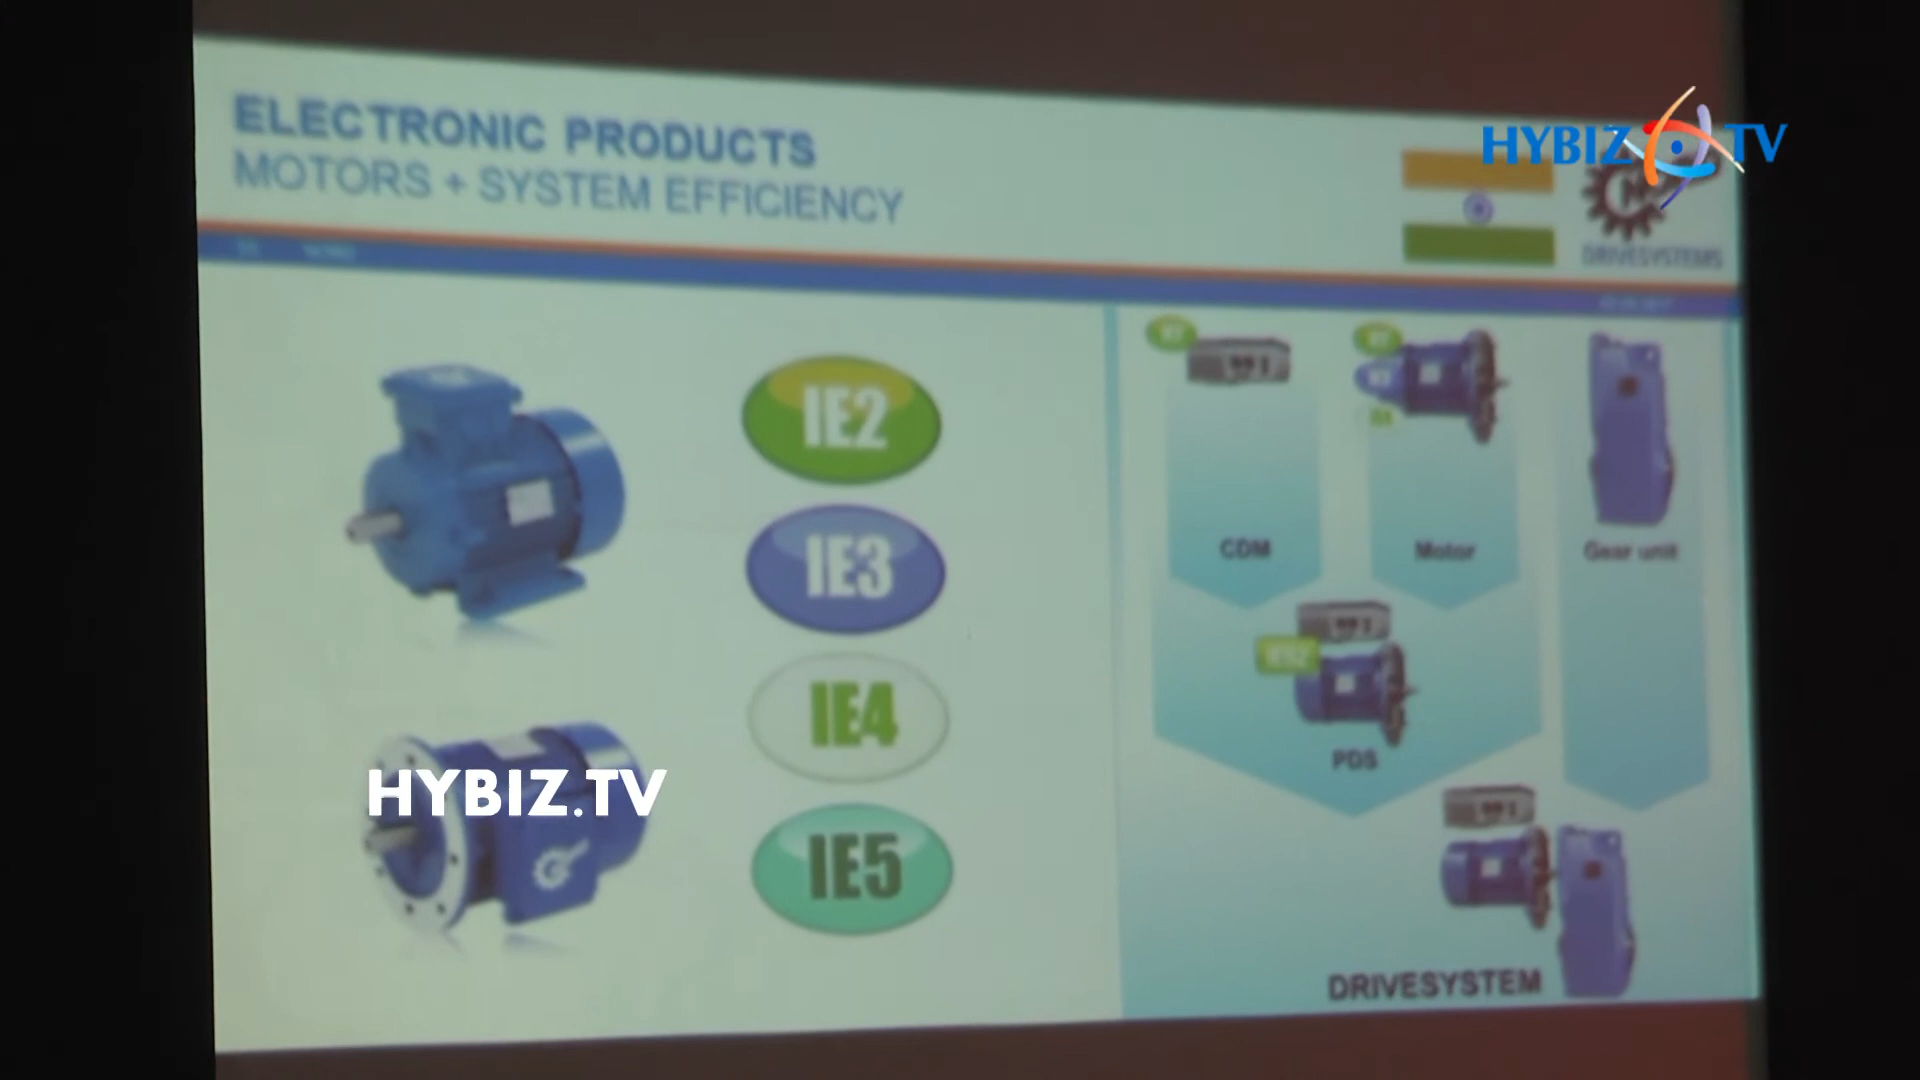 ELECTRONIC PRODUCTS
MOTORS + SYSTEM EFFICIENCY
HYBIZ TV
DRIVESYSTEMS
IE2
IE3
IE4
IE5
HYBIZ.TV
CDM
Motor
Gear unit
PDS
DRIVESYSTEM